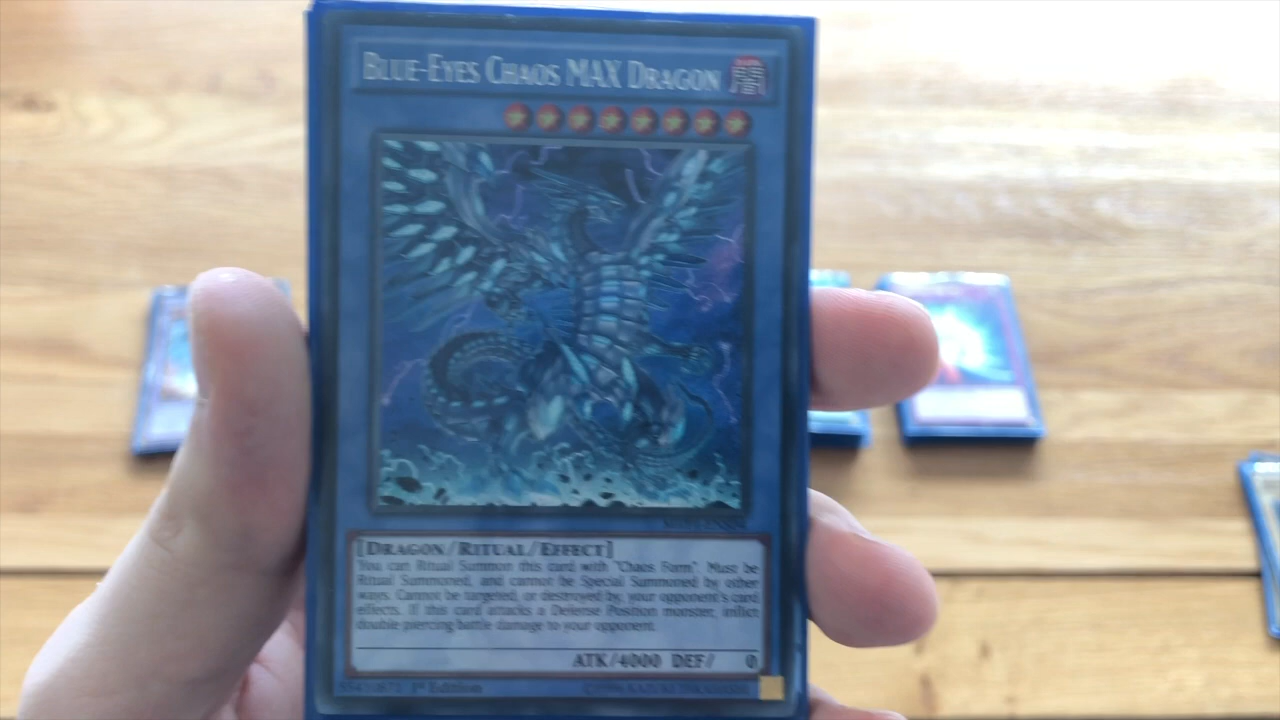 BLUE-EYES CHAOS MAX DRAGON
闇
[DRAGON/RITUAL/EFFECT]
You can Ritual Summon this card with "Chaos Form". Must be
Ritual Summoned, and cannot be Special Summoned by other
ways. Cannot be targeted, or destroyed by, your opponent's card
effects. If this card attacks a Defense Position monster, inflict
double piercing battle damage to your opponent.
ATK/4000 DEF/ 0
1st Edition